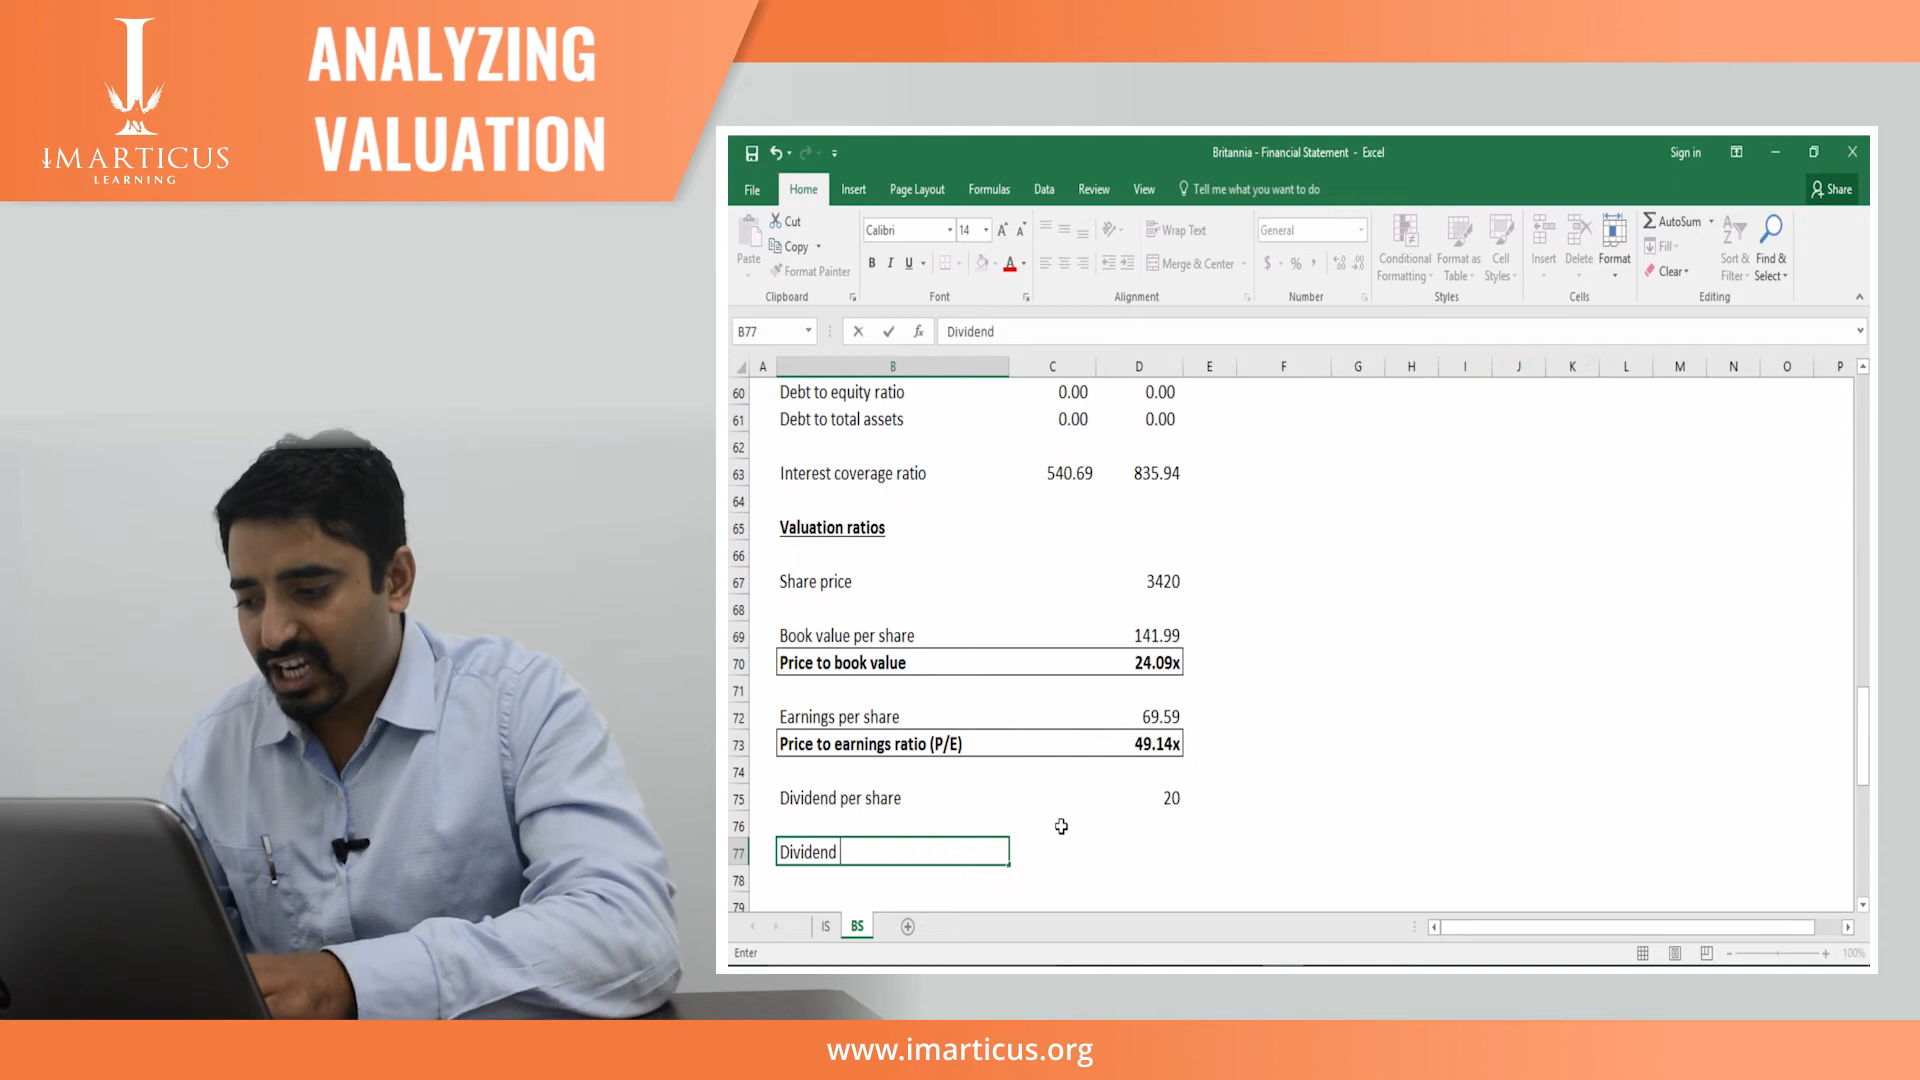 IMARTICUS
LEARNING
ANALYZING
VALUATION
Britannia - Financial Statement - Excel
Sign in
File Home Insert Page Layout Formulas Data Review View Tell me what you want to do Share
Paste
Cut
Copy
Format Painter
Calibri 14
B I U A
Wrap Text
Merge & Center
General
$ % ,
Conditional Formatting
Format as Table
Cell Styles
Insert Delete Format
AutoSum
Fill
Clear
Sort & Filter
Find & Select
Clipboard Font Alignment Number Styles Cells Editing
B77 fx Dividend
A B C D E F G H I J K L M N O P
60 Debt to equity ratio 0.00 0.00
61 Debt to total assets 0.00 0.00
62
63 Interest coverage ratio 540.69 835.94
64
65 Valuation ratios
66
67 Share price 3420
68
69 Book value per share 141.99
70 Price to book value 24.09x
71
72 Earnings per share 69.59
73 Price to earnings ratio (P/E) 49.14x
74
75 Dividend per share 20
76
77 Dividend
78
79
IS BS
Enter
100%
www.imarticus.org